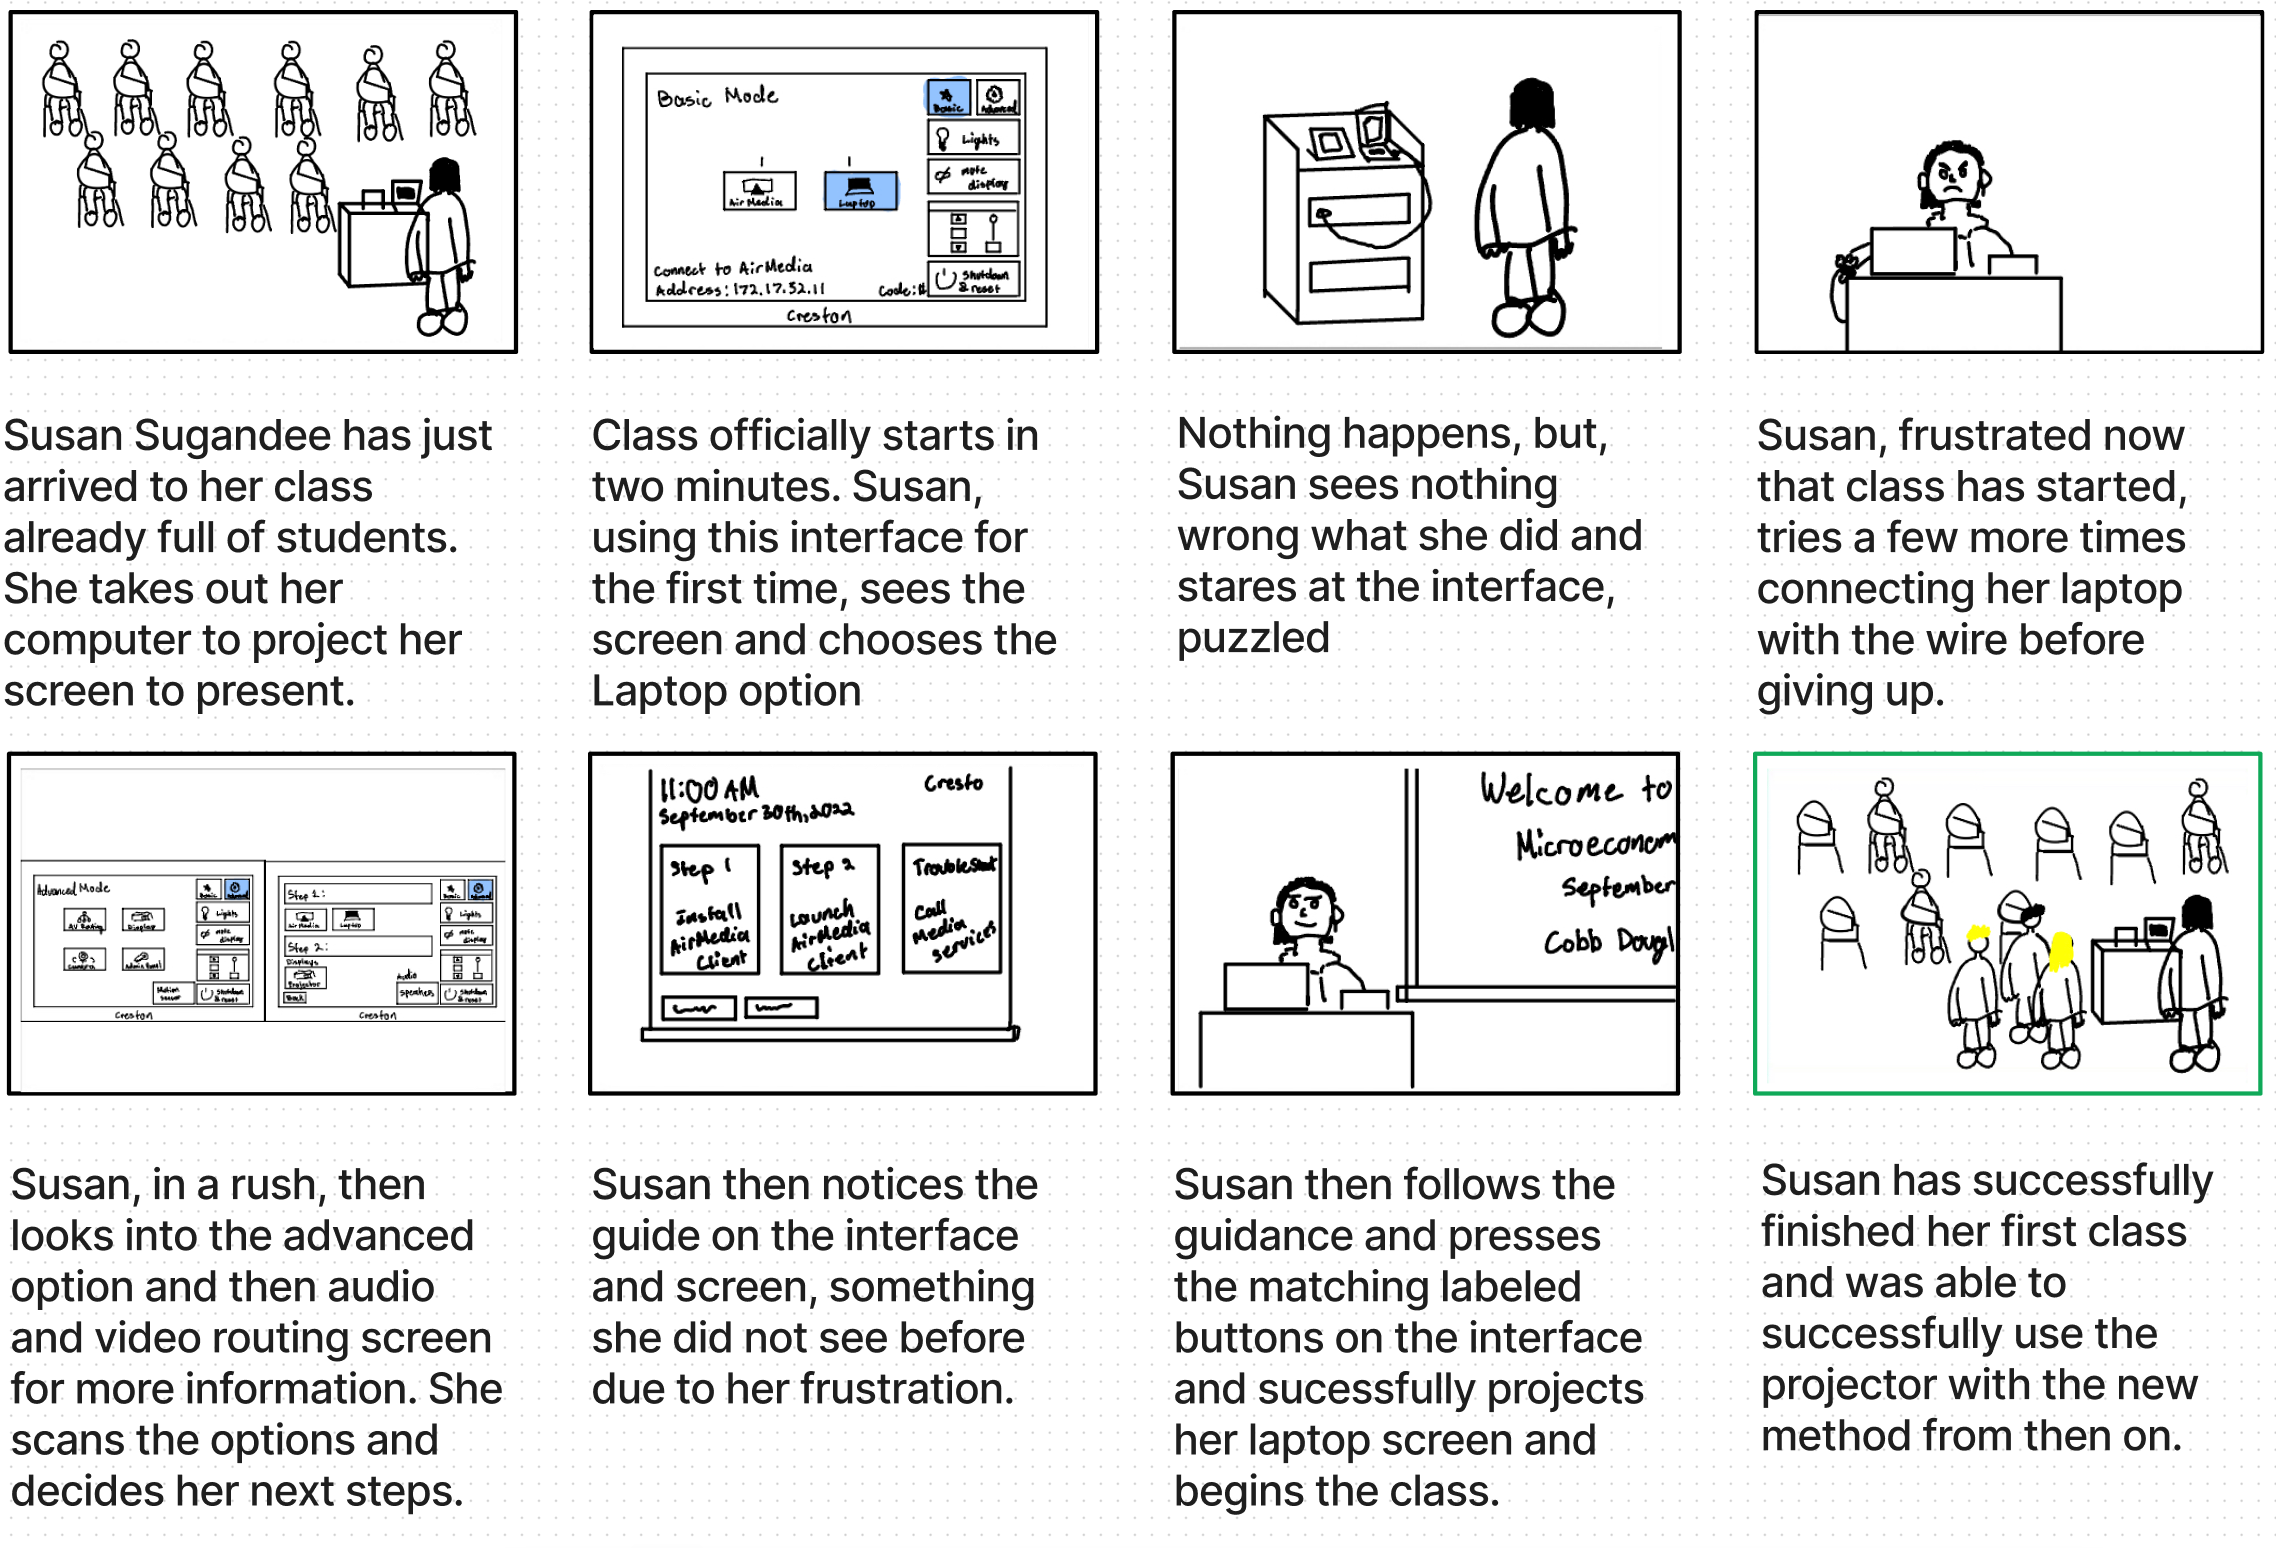 Basic Mode
Basic
Advanced
Lights
mute
display
Air Media
Laptop
Connect to AirMedia
Address: 172.17.52.11
Code:
Shutdown
& reset
Creston
Susan Sugandee has just
arrived to her class
already full of students.
She takes out her
computer to project her
screen to present.
Class officially starts in
two minutes. Susan,
using this interface for
the first time, sees the
screen and chooses the
Laptop option
Nothing happens, but,
Susan sees nothing
wrong what she did and
stares at the interface,
puzzled
Susan, frustrated now
that class has started,
tries a few more times
connecting her laptop
with the wire before
giving up.
Advanced Mode
Basic
Advanced
Lights
mute
display
AV Routing
Display
Camera
Admin Panel
Motion
Sensor
Shutdown
& reset
Creston
Step 1:
Basic
Advanced
Air Media
Laptop
Lights
mute
display
Step 2:
Displays
Projector
Back
Audio
Speakers
Shutdown
& reset
Creston
11:00 AM
September 30th, 2022
Cresto
Step 1
Install
AirMedia
Client
Step 2
Launch
AirMedia
Client
Call
Media
Services
Welcome to
Microeconom
September
Cobb Dougl
Susan, in a rush, then
looks into the advanced
option and then audio
and video routing screen
for more information. She
scans the options and
decides her next steps.
Susan then notices the
guide on the interface
and screen, something
she did not see before
due to her frustration.
Susan then follows the
guidance and presses
the matching labeled
buttons on the interface
and sucessfully projects
her laptop screen and
begins the class.
Susan has successfully
finished her first class
and was able to
successfully use the
projector with the new
method from then on.